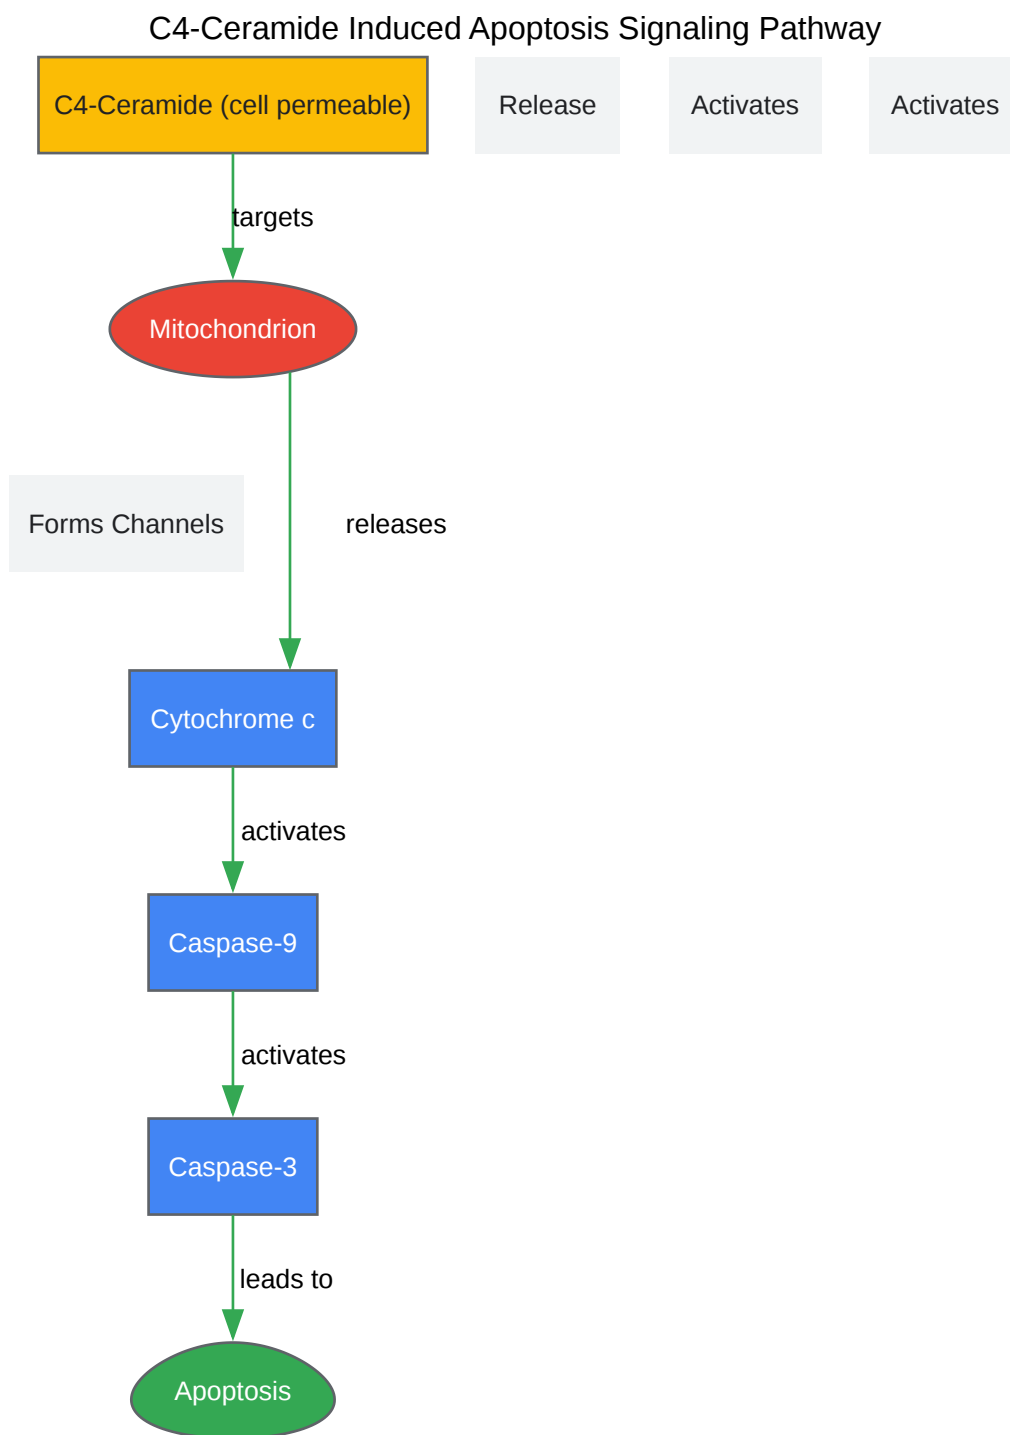 C4-Ceramide Induced Apoptosis Signaling Pathway
C4-Ceramide (cell permeable)
Release
Activates
Activates
targets
Mitochondrion
Forms Channels
releases
Cytochrome c
activates
Caspase-9
activates
Caspase-3
leads to
Apoptosis